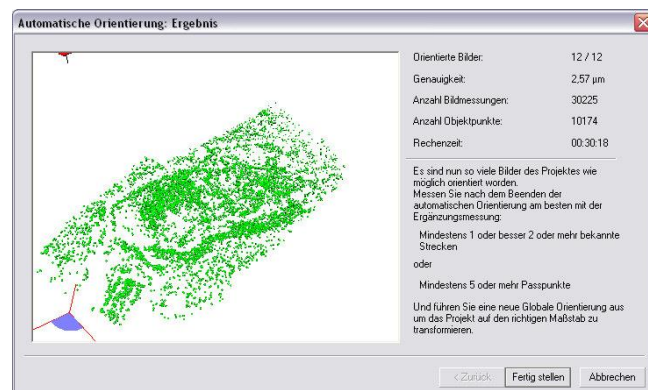 Automatische Orientierung: Ergebnis
Orientierte Bilder: 12 / 12
Genauigkeit: 2,57 µm
Anzahl Bildmessungen: 30225
Anzahl Objektpunkte: 10174
Rechenzeit: 00:30:18
Es sind nun so viele Bilder des Projektes wie
möglich orientiert worden.
Messen Sie nach dem Beenden der
automatischen Orientierung am besten mit der
Ergänzungsmessung:
Mindestens 1 oder besser 2 oder mehr bekannte
Strecken
oder
Mindestens 5 oder mehr Passpunkte
Und führen Sie eine neue Globale Orientierung aus
um das Projekt auf den richtigen Maßstab zu
transformieren.
< Zurück Fertig stellen Abbrechen